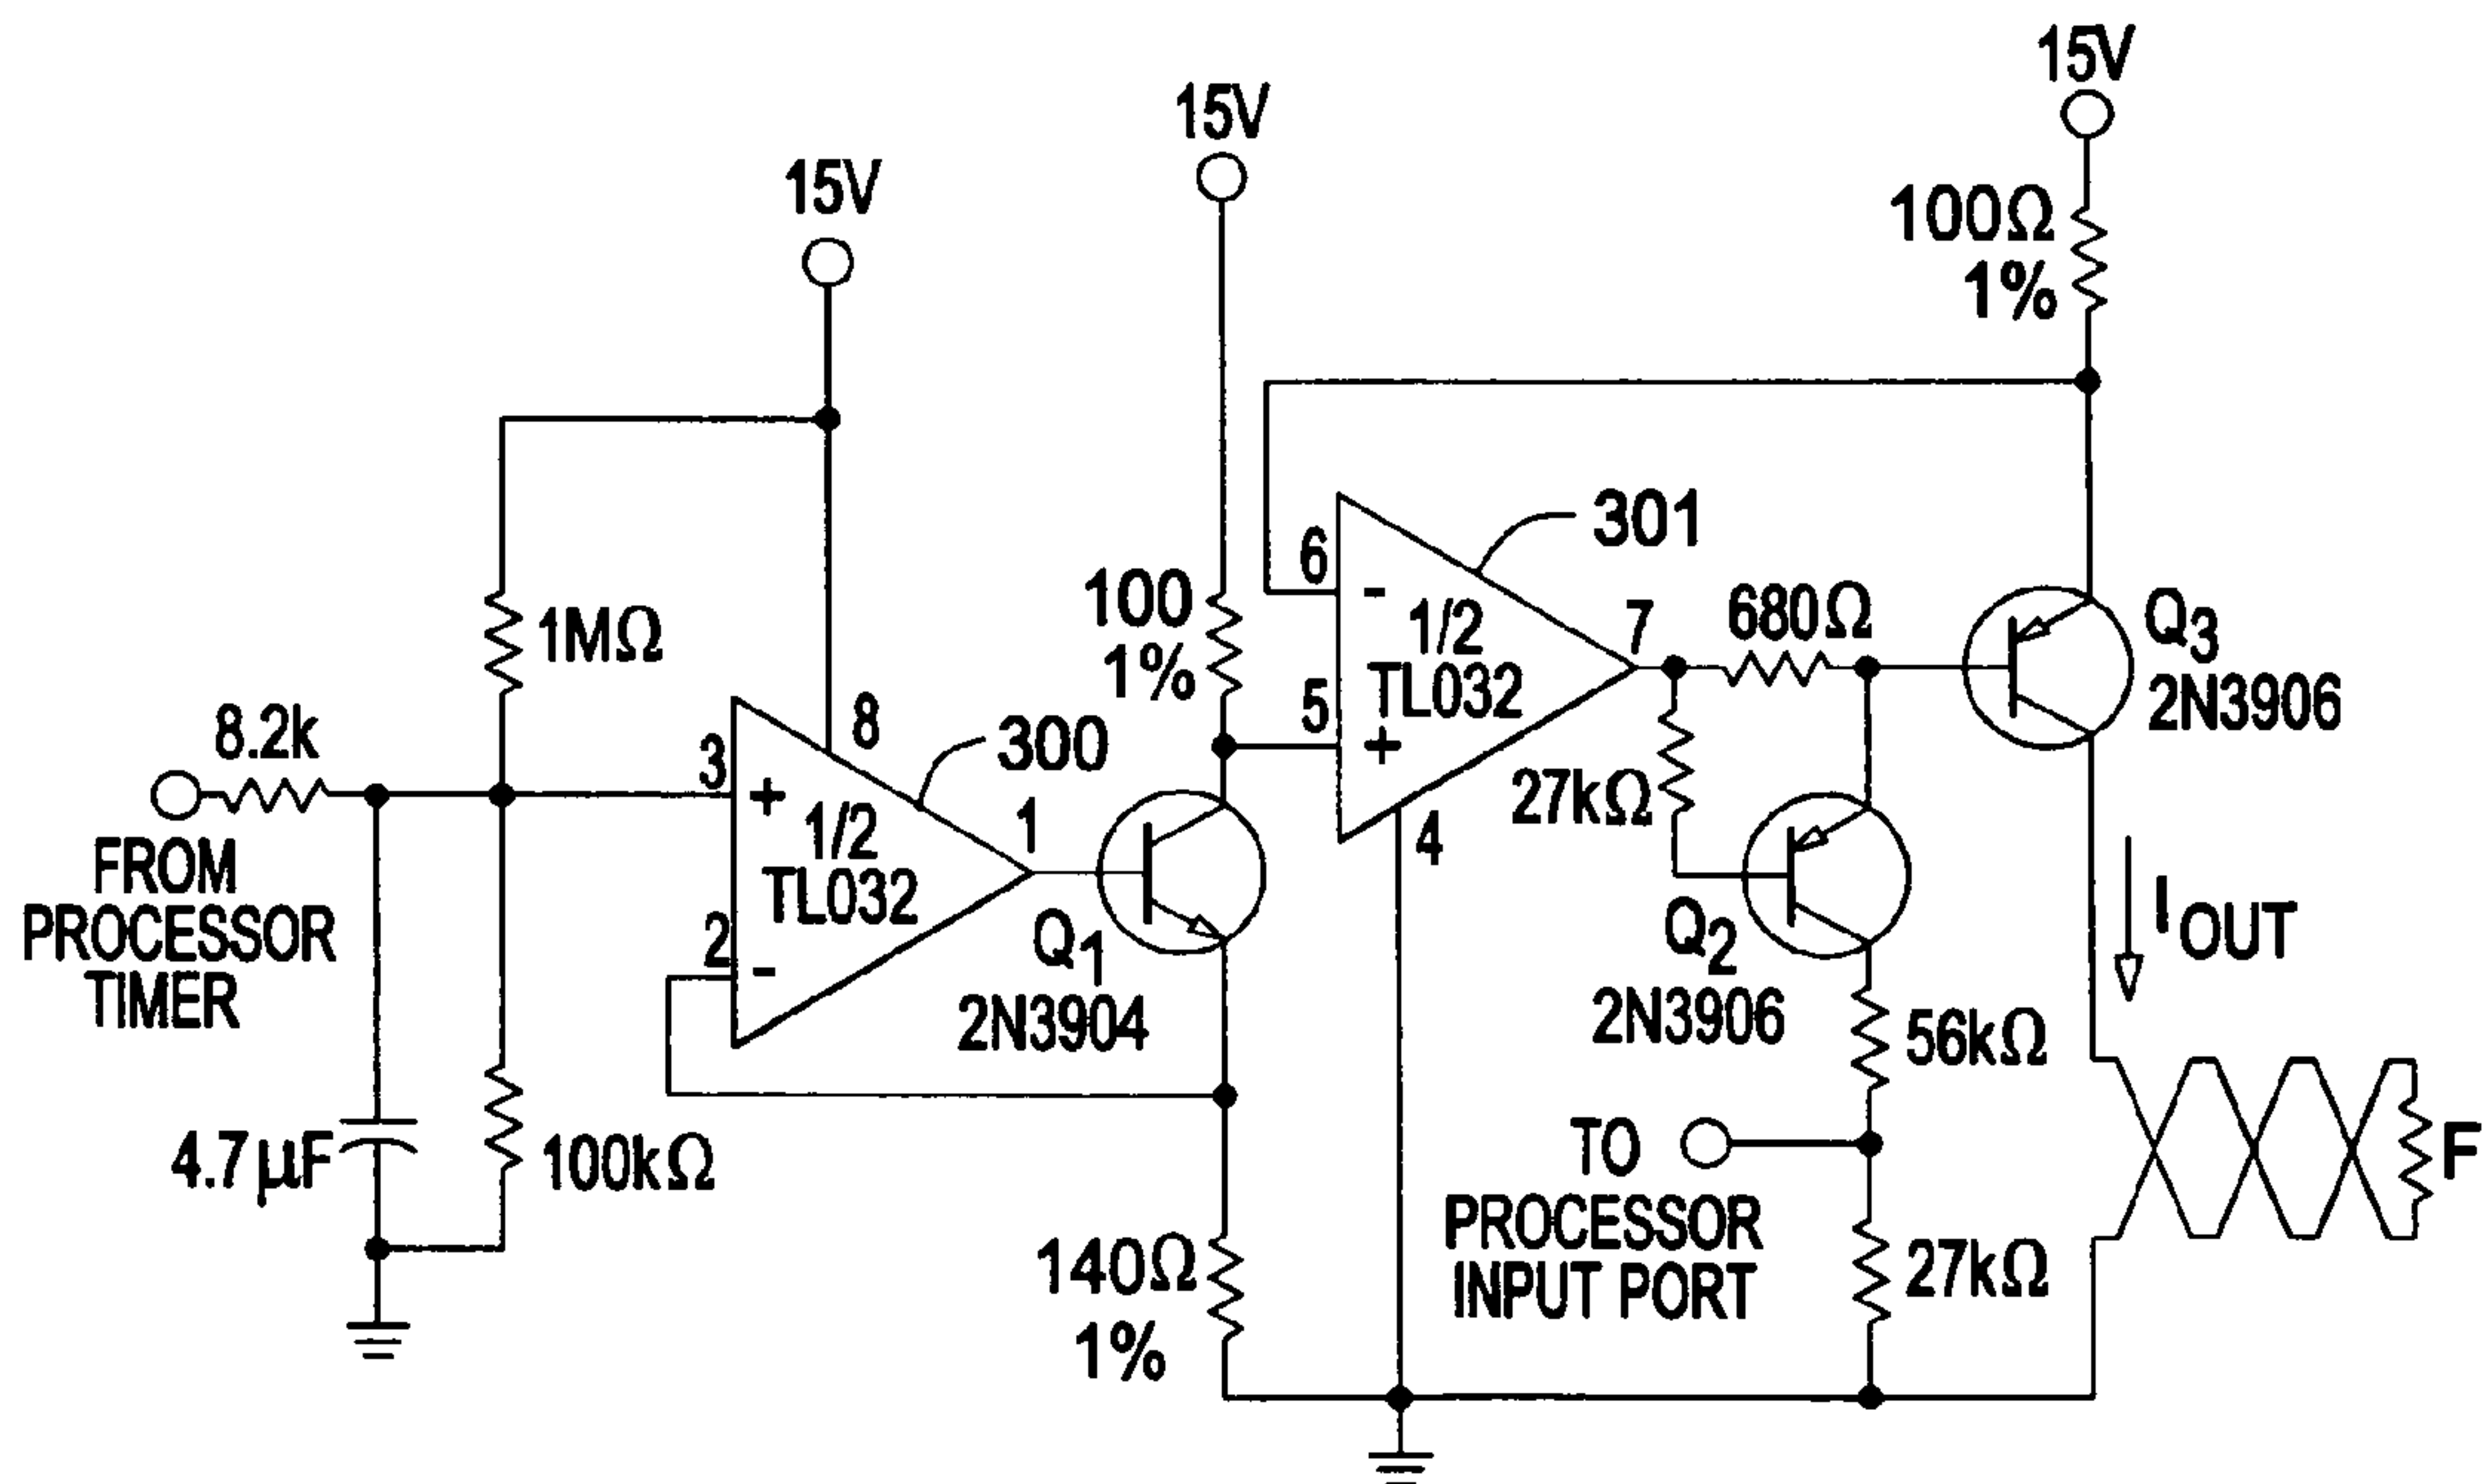 15V
15V
15V
100Ω
1%
1MΩ
8.2k
FROM
PROCESSOR
TIMER
4.7µF
100kΩ
3
+
8
300
1/2
TL032
1
2
-
Q1
2N3904
100
1%
140Ω
1%
6
-
301
1/2
TL032
7
5
+
4
680Ω
27kΩ
Q2
2N3906
Q3
2N3906
IOUT
56kΩ
TO
PROCESSOR
INPUT PORT
27kΩ
F